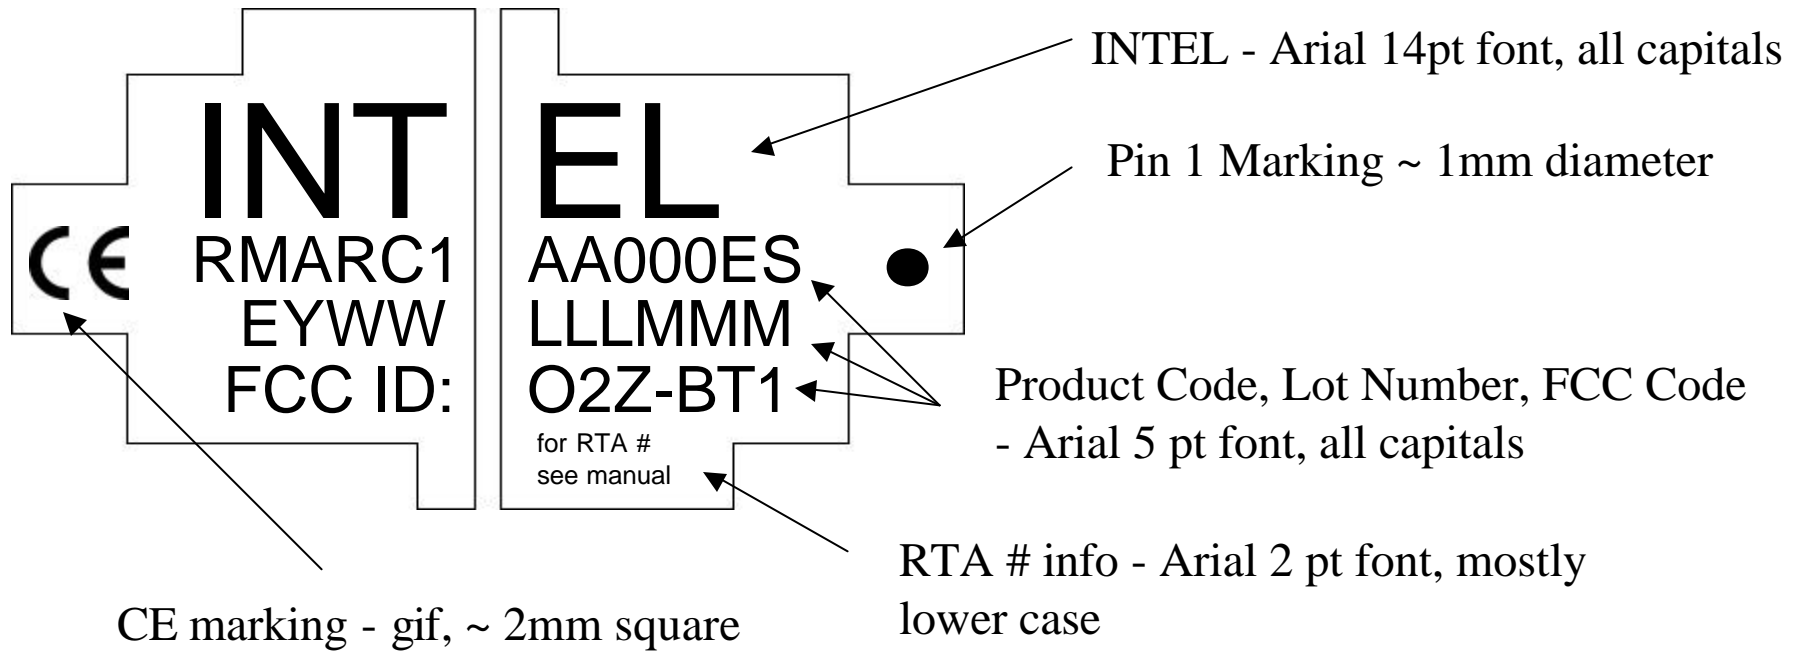 INTEL - Arial 14pt font, all capitals
INT EL
Pin 1 Marking ~ 1mm diameter
CE RMARC1 AA000ES
EYWW LLLMMM
FCC ID: O2Z-BT1
Product Code, Lot Number, FCC Code
- Arial 5 pt font, all capitals
for RTA #
see manual
RTA # info - Arial 2 pt font, mostly
lower case
CE marking - gif, ~ 2mm square